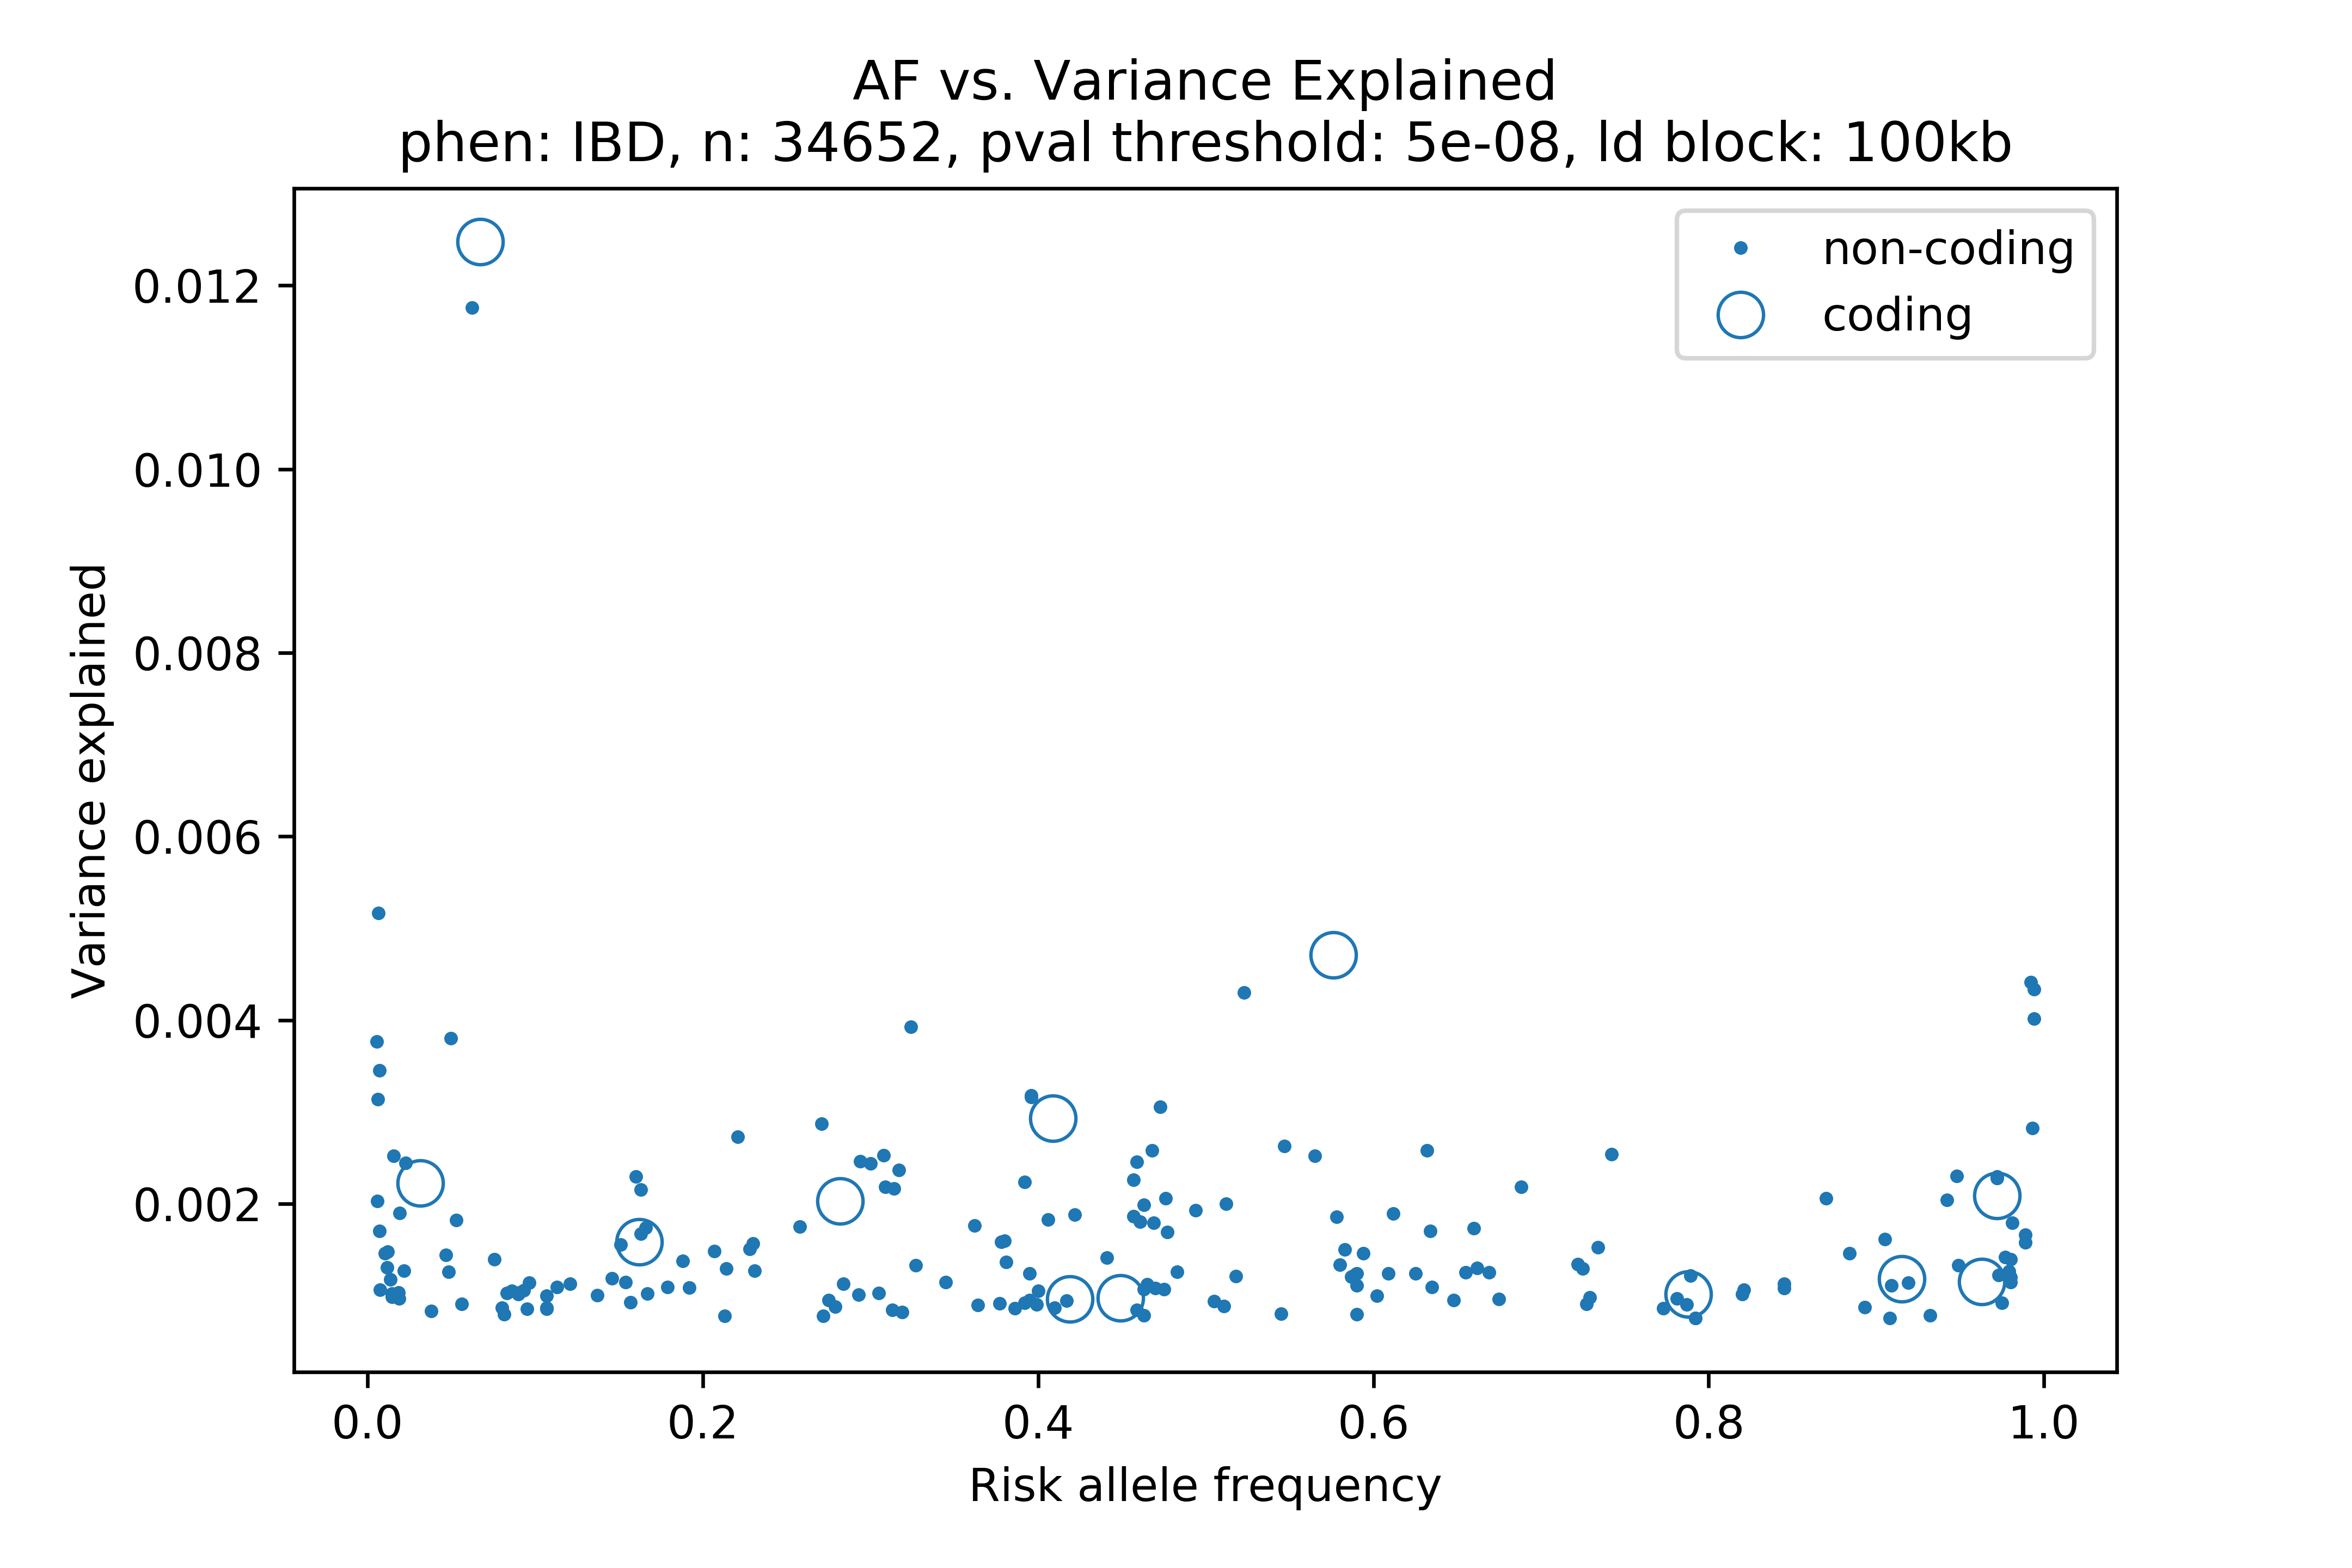 AF vs. Variance Explained
phen: IBD, n: 34652, pval threshold: 5e-08, ld block: 100kb
non-coding
coding
0.012
0.010
0.008
0.006
0.004
0.002
Variance explained
0.0 0.2 0.4 0.6 0.8 1.0
Risk allele frequency